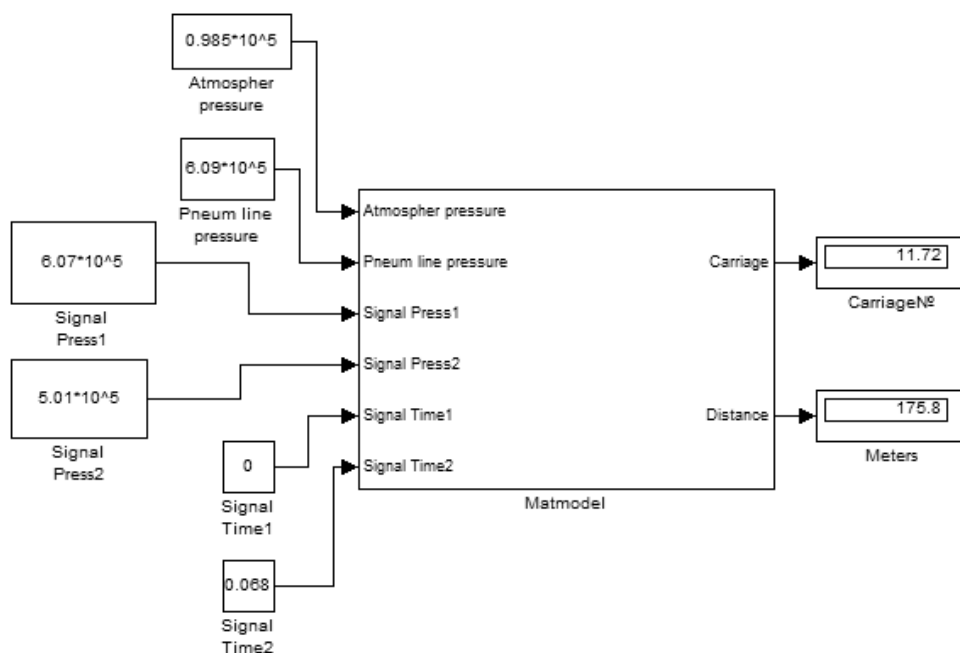 0.985*10^5
Atmospher
pressure
6.09*10^5
Pneum line
pressure
6.07*10^5
Signal
Press1
5.01*10^5
Signal
Press2
0
Signal
Time1
0.068
Signal
Time2
Atmospher pressure
Pneum line pressure
Signal Press1
Signal Press2
Signal Time1
Signal Time2
Carriage
Distance
Matmodel
11.72
Carriage№
175.8
Meters